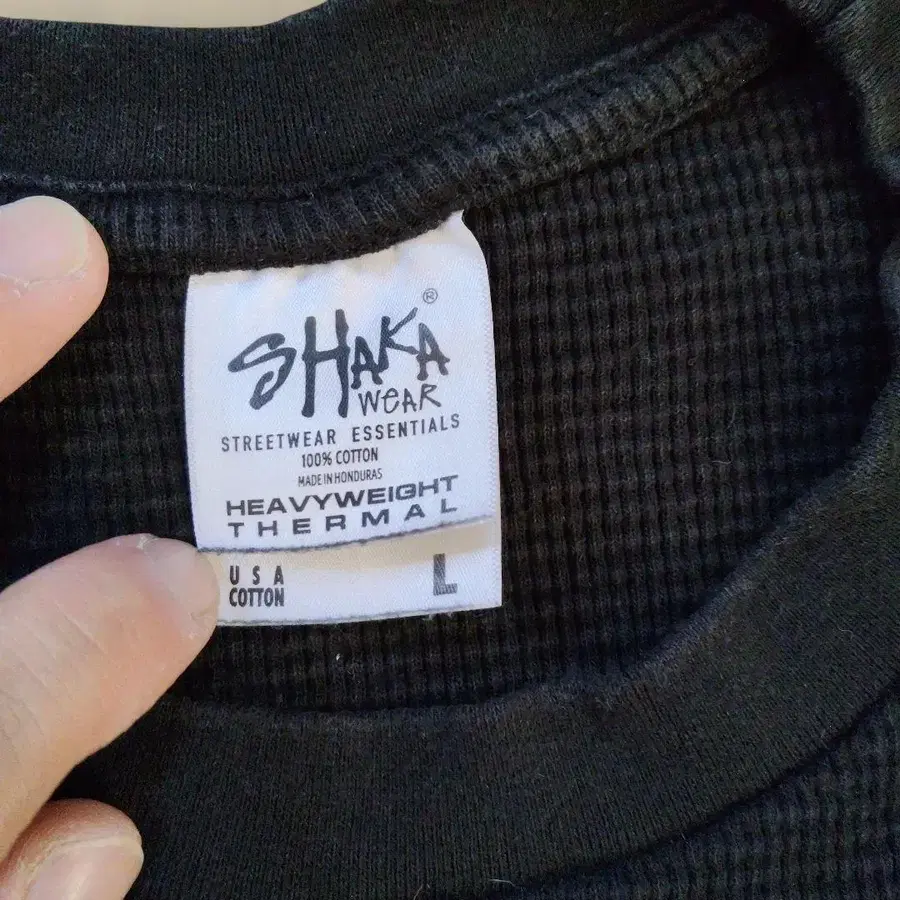 SHAKA ®
WEAR
STREETWEAR ESSENTIALS
100% COTTON
MADE IN HONDURAS
HEAVYWEIGHT
THERMAL
USA
COTTON
L